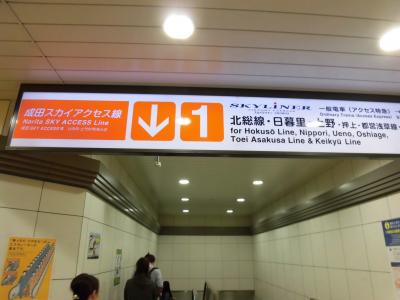 成田スカイアクセス線
Narita SKY ACCESS Line
1
SKYLINER
一般電車（アクセス特急）
Ordinary Train (Access Express)
北総線・日暮里・上野・押上・都営浅草線
for Hokusō Line, Nippori, Ueno, Oshiage,
Toei Asakusa Line & Keikyū Line